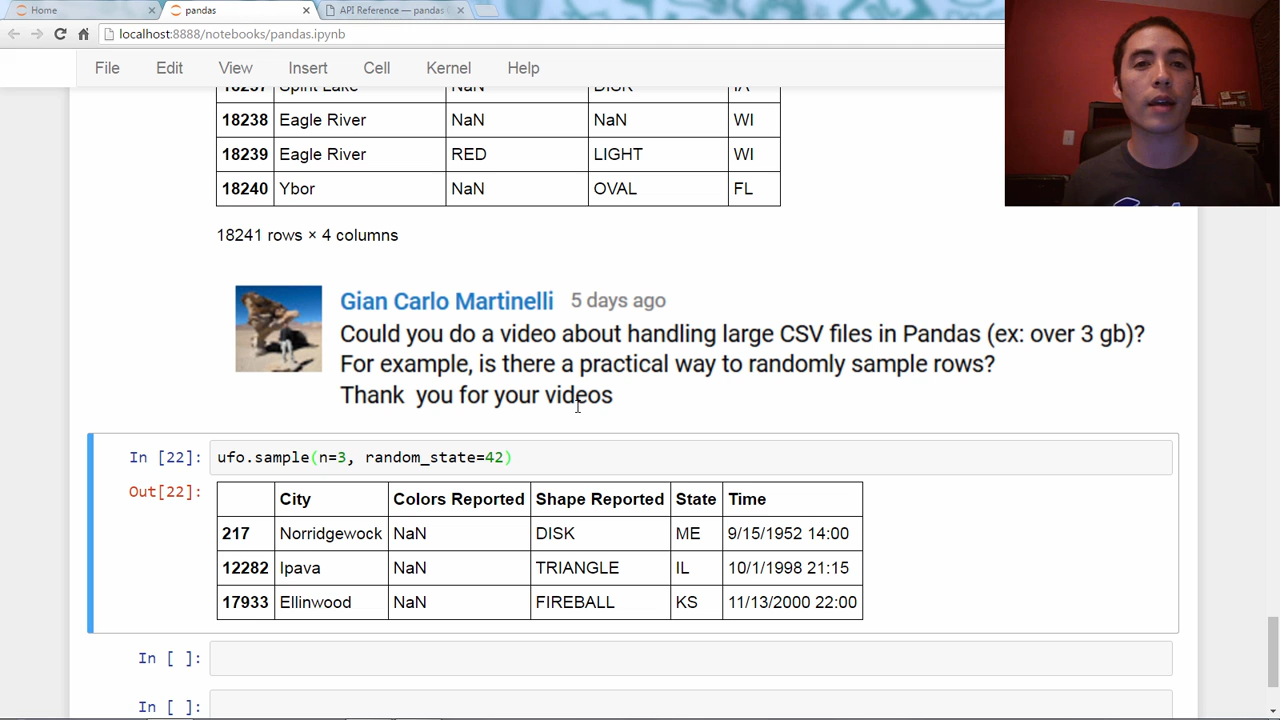 Home
pandas
API Reference — pandas
localhost:8888/notebooks/pandas.ipynb
File Edit View Insert Cell Kernel Help
18237 Spirit Lake NaN DISK IA
18238 Eagle River NaN NaN WI
18239 Eagle River RED LIGHT WI
18240 Ybor NaN OVAL FL
18241 rows × 4 columns
Gian Carlo Martinelli 5 days ago
Could you do a video about handling large CSV files in Pandas (ex: over 3 gb)?
For example, is there a practical way to randomly sample rows?
Thank you for your videos
In [22]: ufo.sample(n=3, random_state=42)
Out[22]:
City Colors Reported Shape Reported State Time
217 Norridgewock NaN DISK ME 9/15/1952 14:00
12282 Ipava NaN TRIANGLE IL 10/1/1998 21:15
17933 Ellinwood NaN FIREBALL KS 11/13/2000 22:00
In [ ]:
In [ ]: